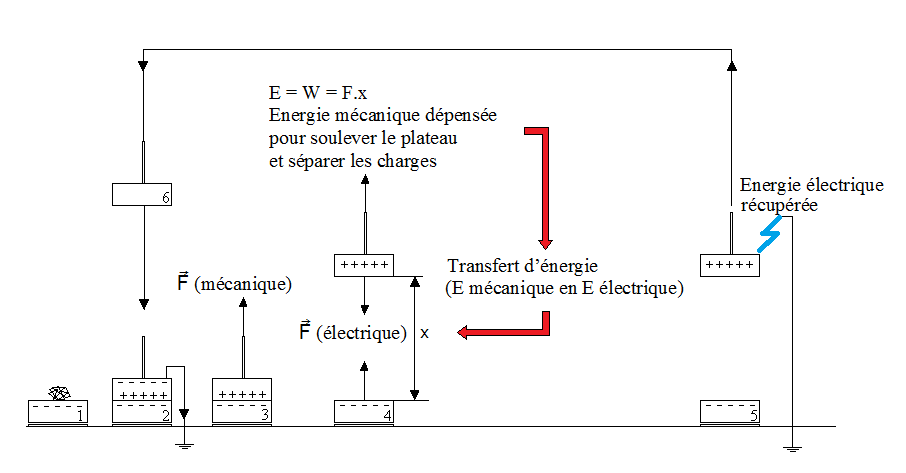 E = W = F.x
Energie mécanique dépensée
pour soulever le plateau
et séparer les charges
Energie électrique
récupérée
6
+++++
+++++
F⃗ (mécanique)
Transfert d’énergie
(E mécanique en E électrique)
F⃗ (électrique)
x
- - - -
+++++
+++++
- - - - 1
- - - - 2
- - - - 3
- - - - 4
- - - - 5